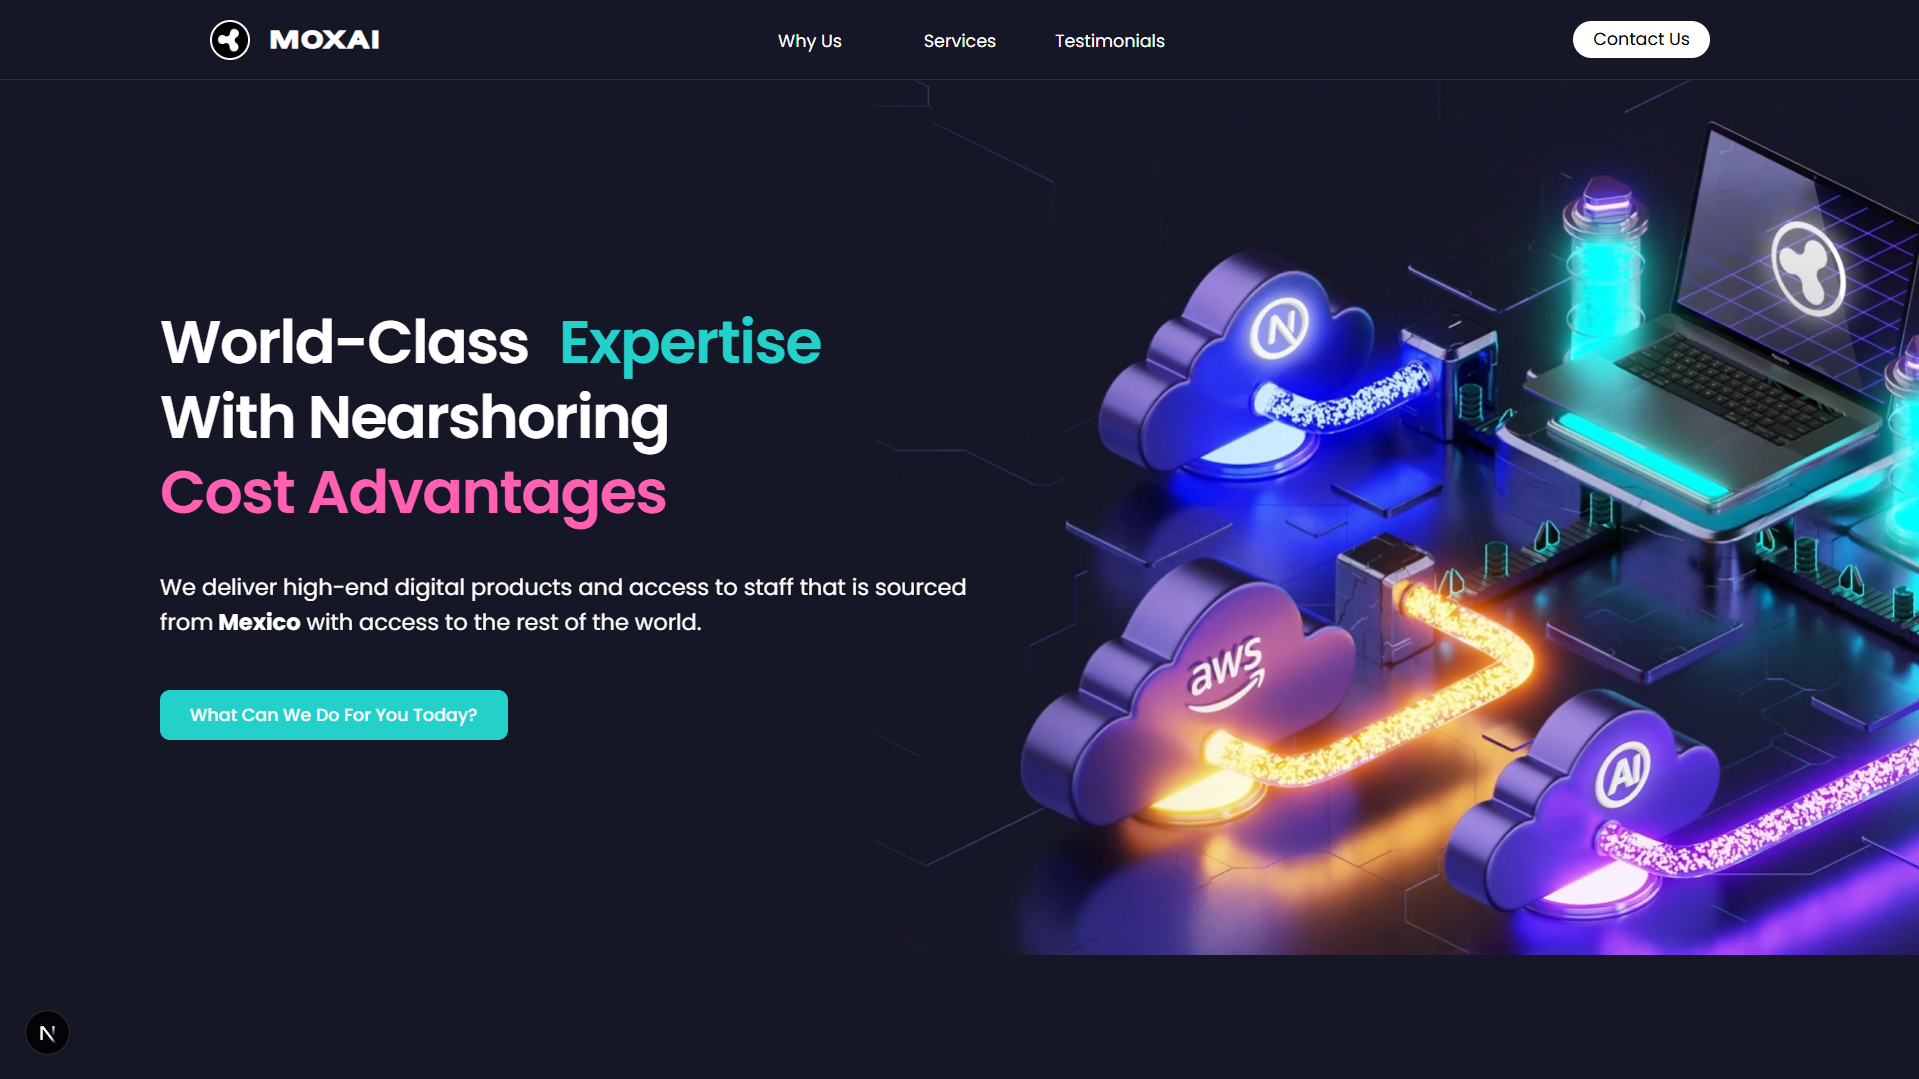 MOXAI
Why Us
Services
Testimonials
Contact Us
World-Class Expertise
With Nearshoring
Cost Advantages
We deliver high-end digital products and access to staff that is sourced
from Mexico with access to the rest of the world.
What Can We Do For You Today?
N
aws
AI
N